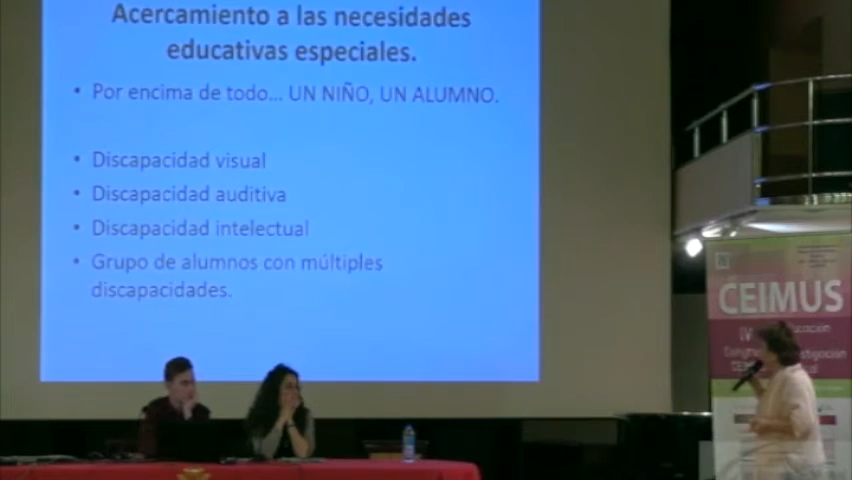 Acercamiento a las necesidades
educativas especiales.
• Por encima de todo... UN NIÑO, UN ALUMNO.
• Discapacidad visual
• Discapacidad auditiva
• Discapacidad intelectual
• Grupo de alumnos con múltiples
discapacidades.
CEIMUS
IV